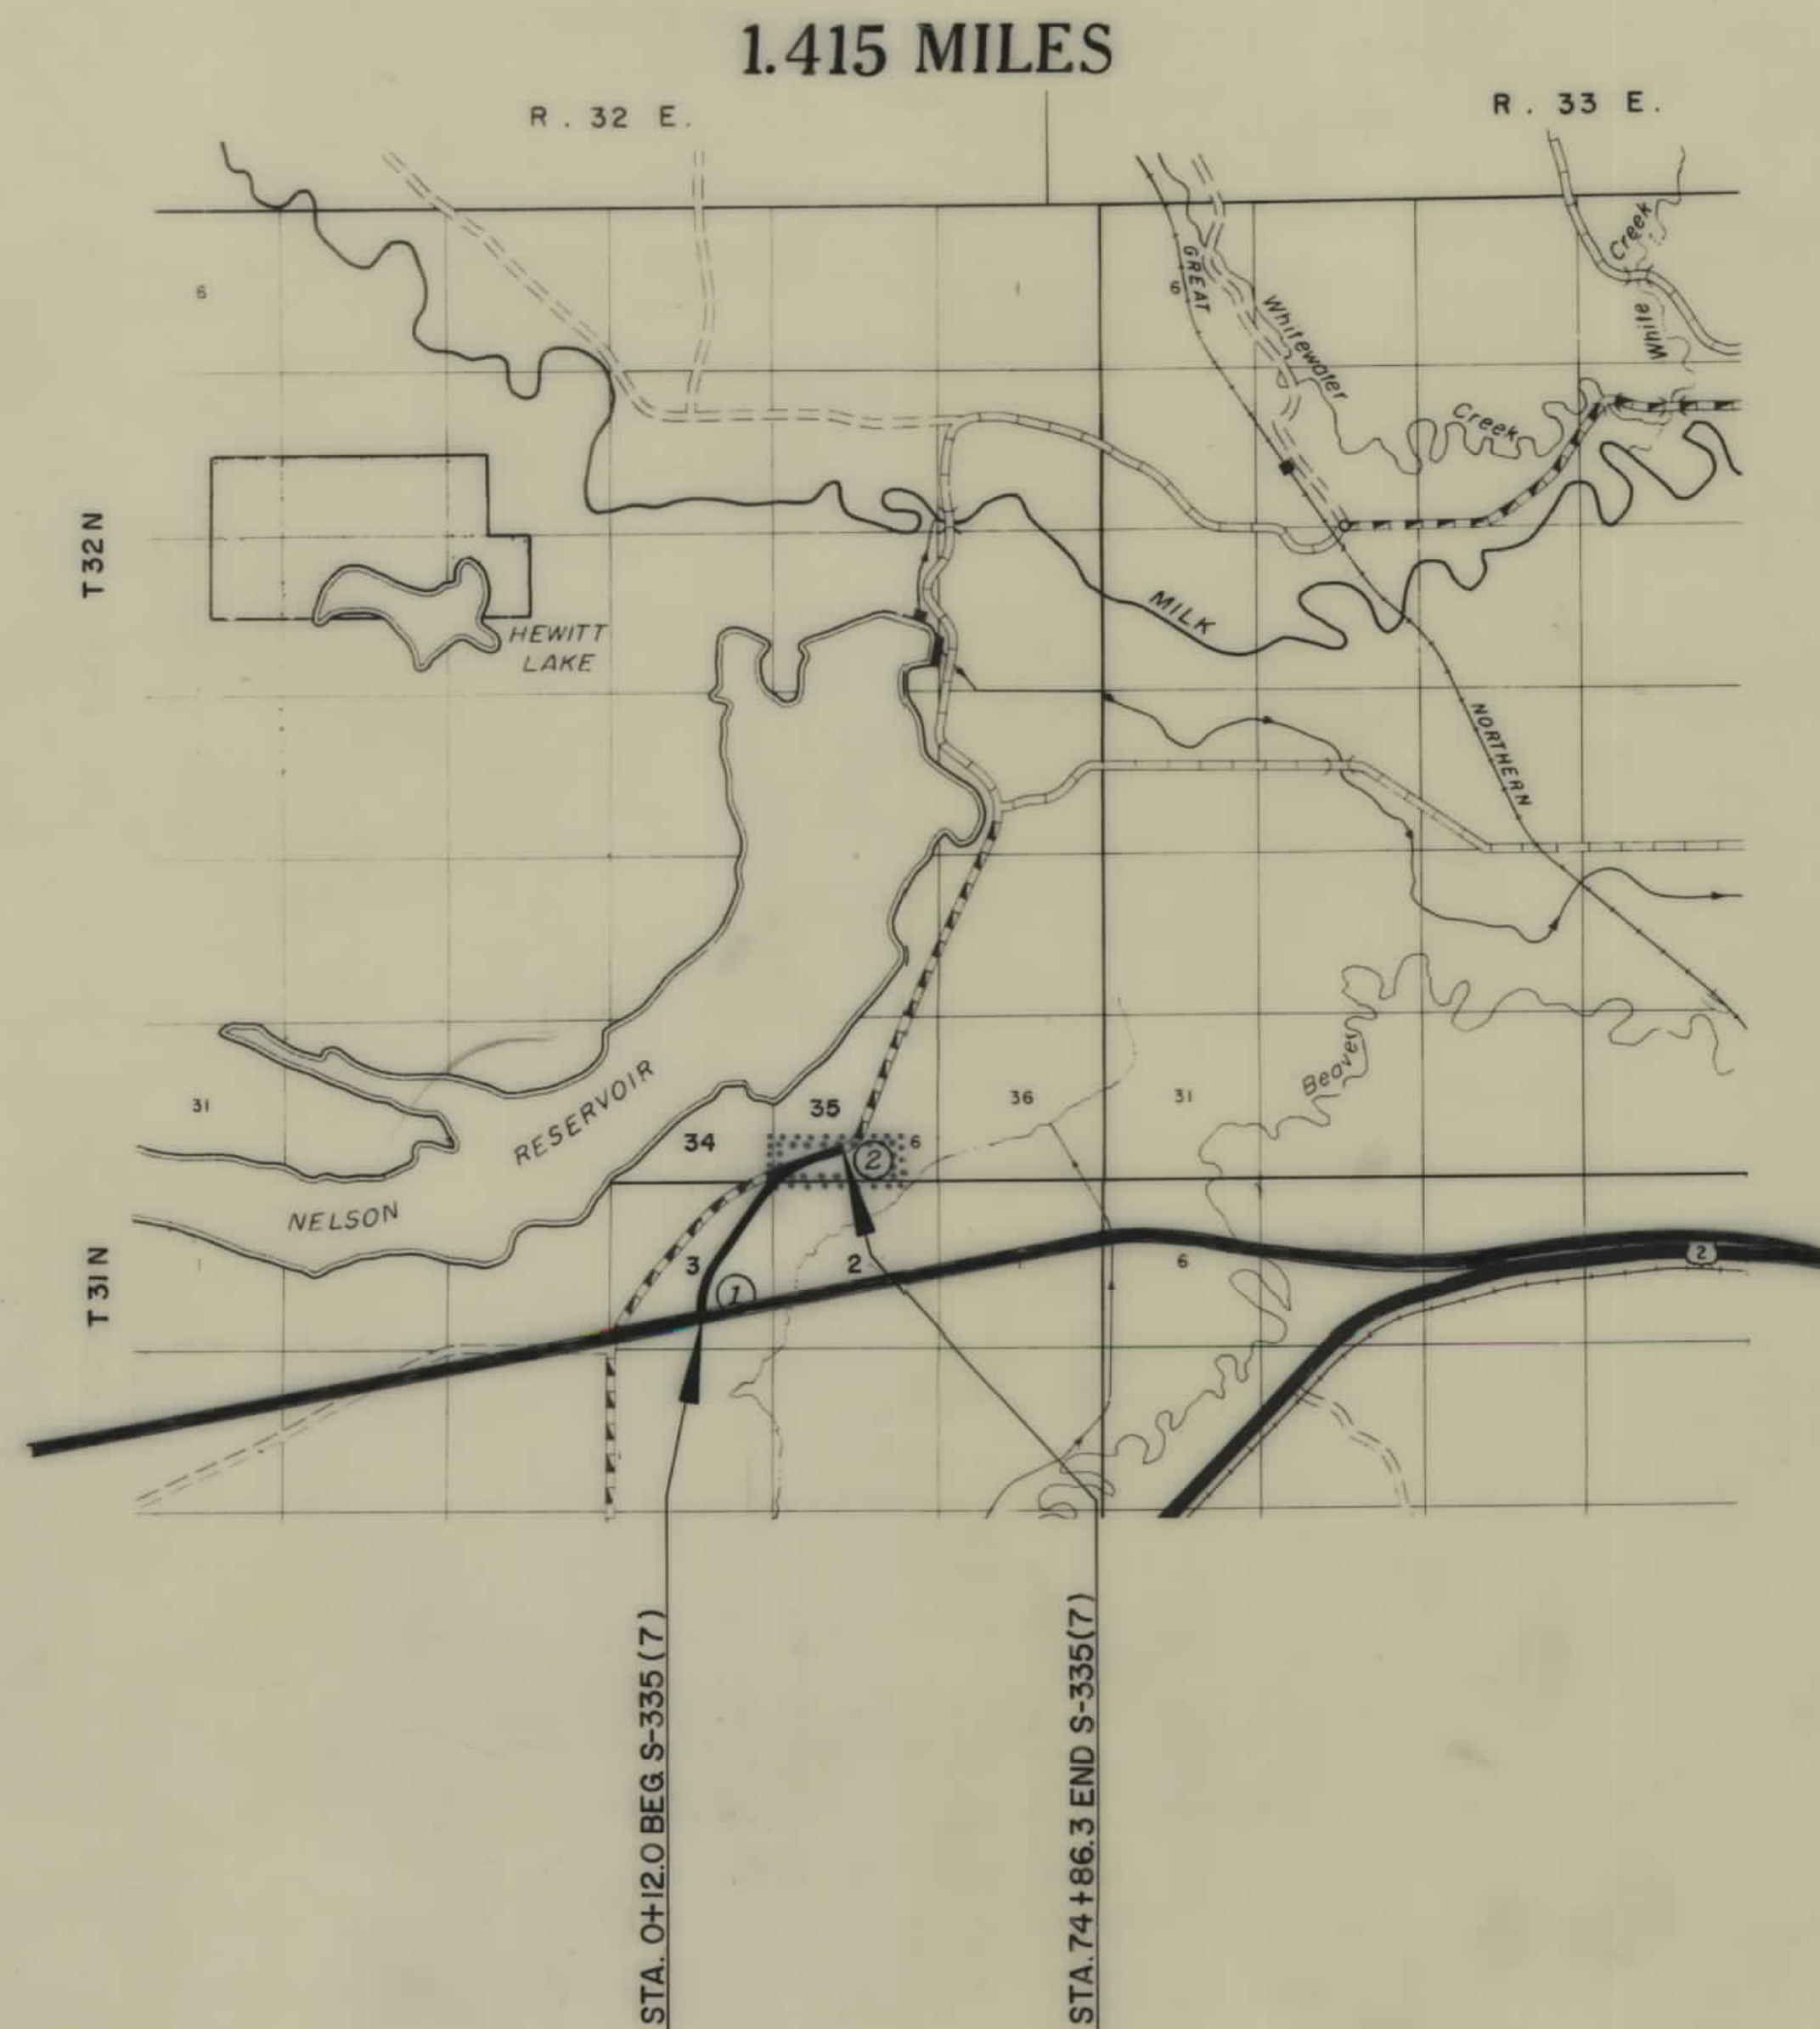 1.415 MILES
R. 32 E.
R. 33 E.
6
1
6
GREAT
Whitewater
Creek
Creek
White
T 32 N
HEWITT
LAKE
MILK
NORTHERN
Beaver
31
RESERVOIR
35
36
31
34
6
2
NELSON
T 31 N
1
3
2
1
6
2
1
STA. 0+12.0 BEG. S-335(7)
STA. 74+86.3 END S-335(7)